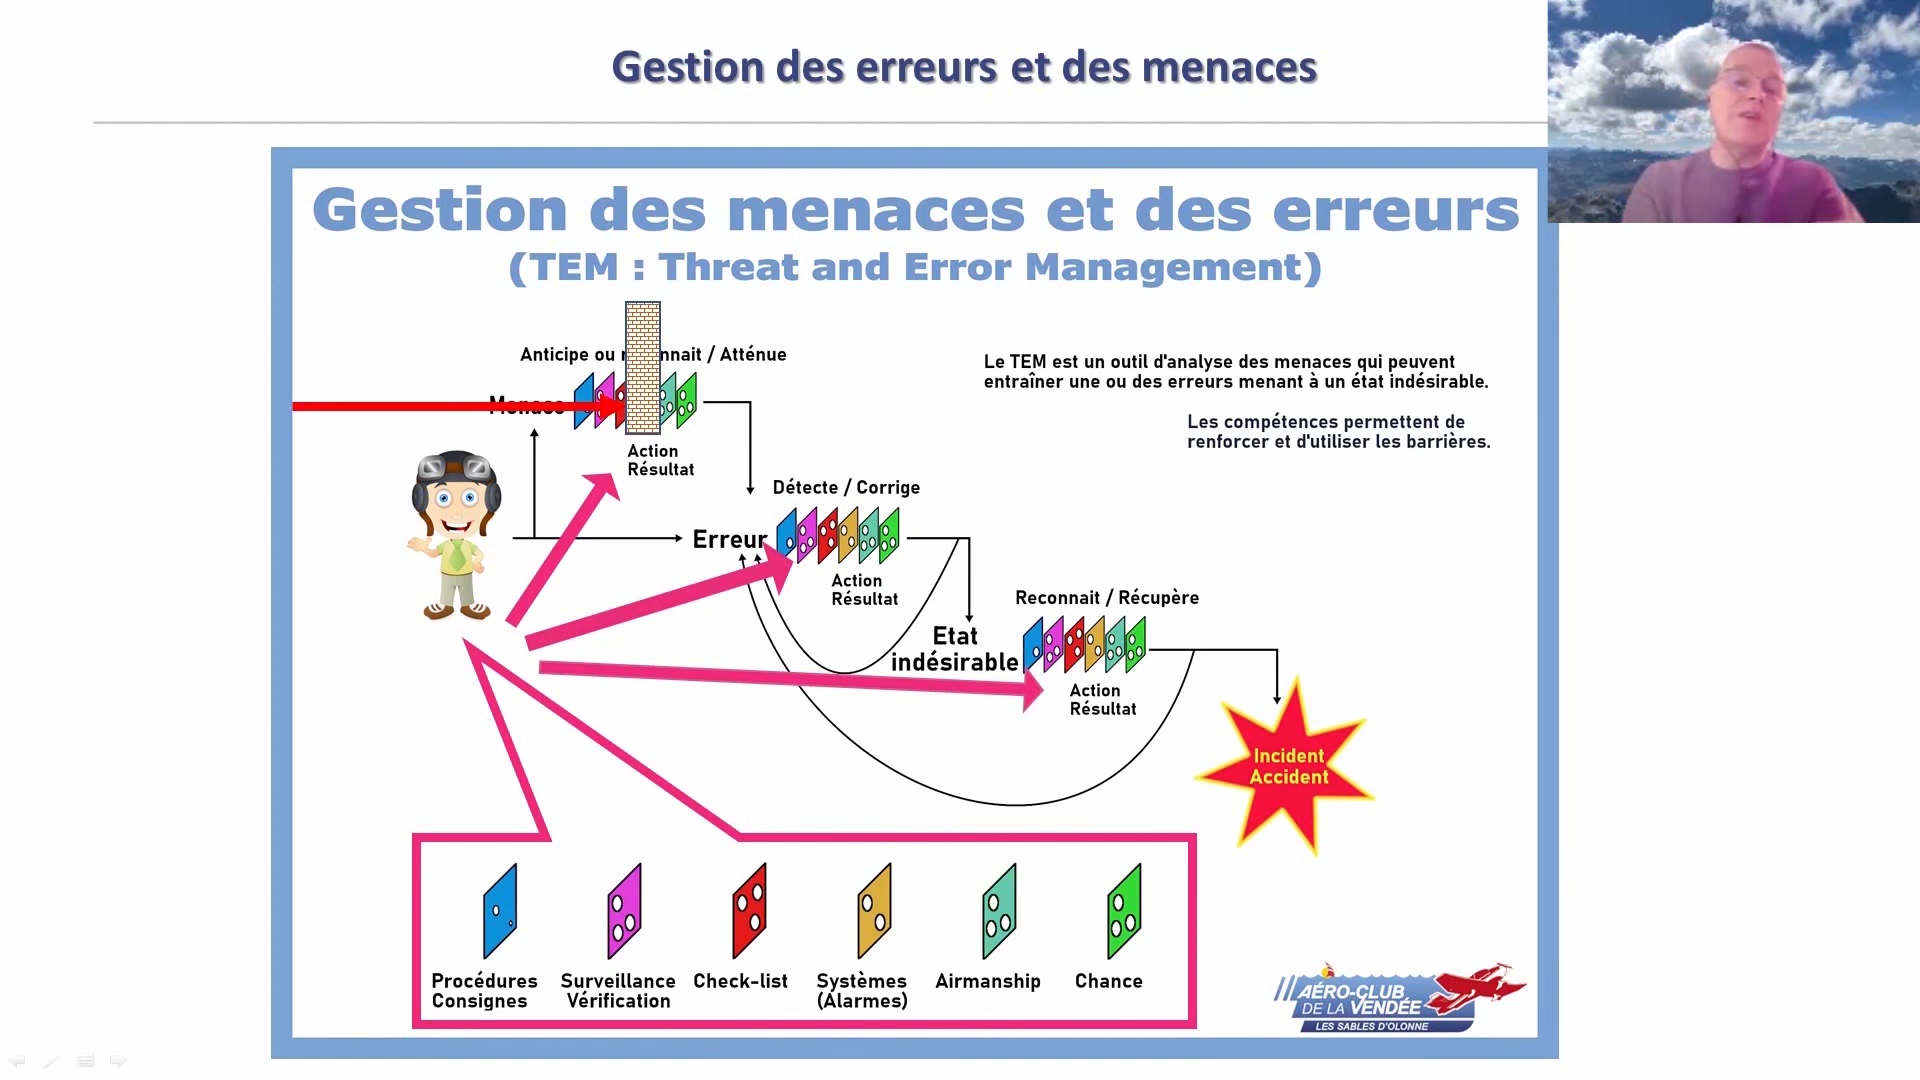 Gestion des erreurs et des menaces
Gestion des menaces et des erreurs
(TEM : Threat and Error Management)
Anticipe ou nnait / Atténue
Menace
Action
Résultat
Le TEM est un outil d'analyse des menaces qui peuvent
entraîner une ou des erreurs menant à un état indésirable.
Les compétences permettent de
renforcer et d'utiliser les barrières.
Détecte / Corrige
Erreur
Action
Résultat
Reconnait / Récupère
Etat
indésirable
Action
Résultat
Incident
Accident
Procédures
Consignes
Surveillance
Vérification
Check-list
Systèmes
(Alarmes)
Airmanship
Chance
AÉRO-CLUB
DE LA VENDÉE
LES SABLES D'OLONNE